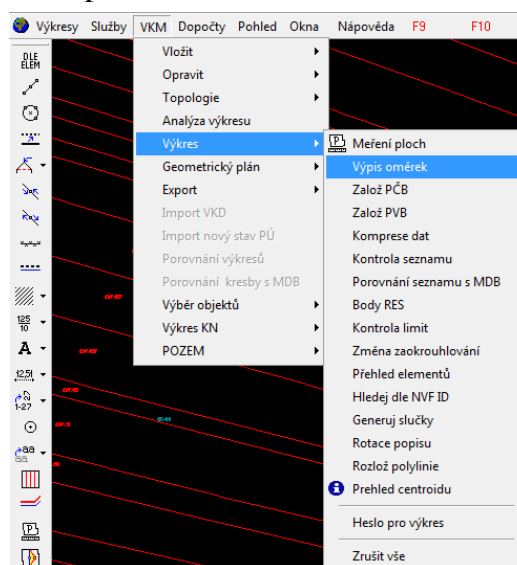 Výkresy Služby VKM Dopočty Pohled Okna Nápověda F9 F10
Vložit
Opravit
Topologie
Analýza výkresu
Výkres
Geometrický plán
Export
Import VKD
Import nový stav PÚ
Porovnání výkresů
Porovnání kresby s MDB
Výběr objektů
Výkres KN
POZEM
Meření ploch
Výpis oměrek
Založ PČB
Založ PVB
Komprese dat
Kontrola seznamu
Porovnání seznamu s MDB
Body RES
Kontrola limit
Změna zaokrouhlování
Přehled elementů
Hledej dle NVF ID
Generuj slučky
Rotace popisu
Rozlož polylinie
Prehled centroidu
Heslo pro výkres
Zrušit vše
DLE
ELEM
125
10
A
12,51
1-27
aa
aa
P